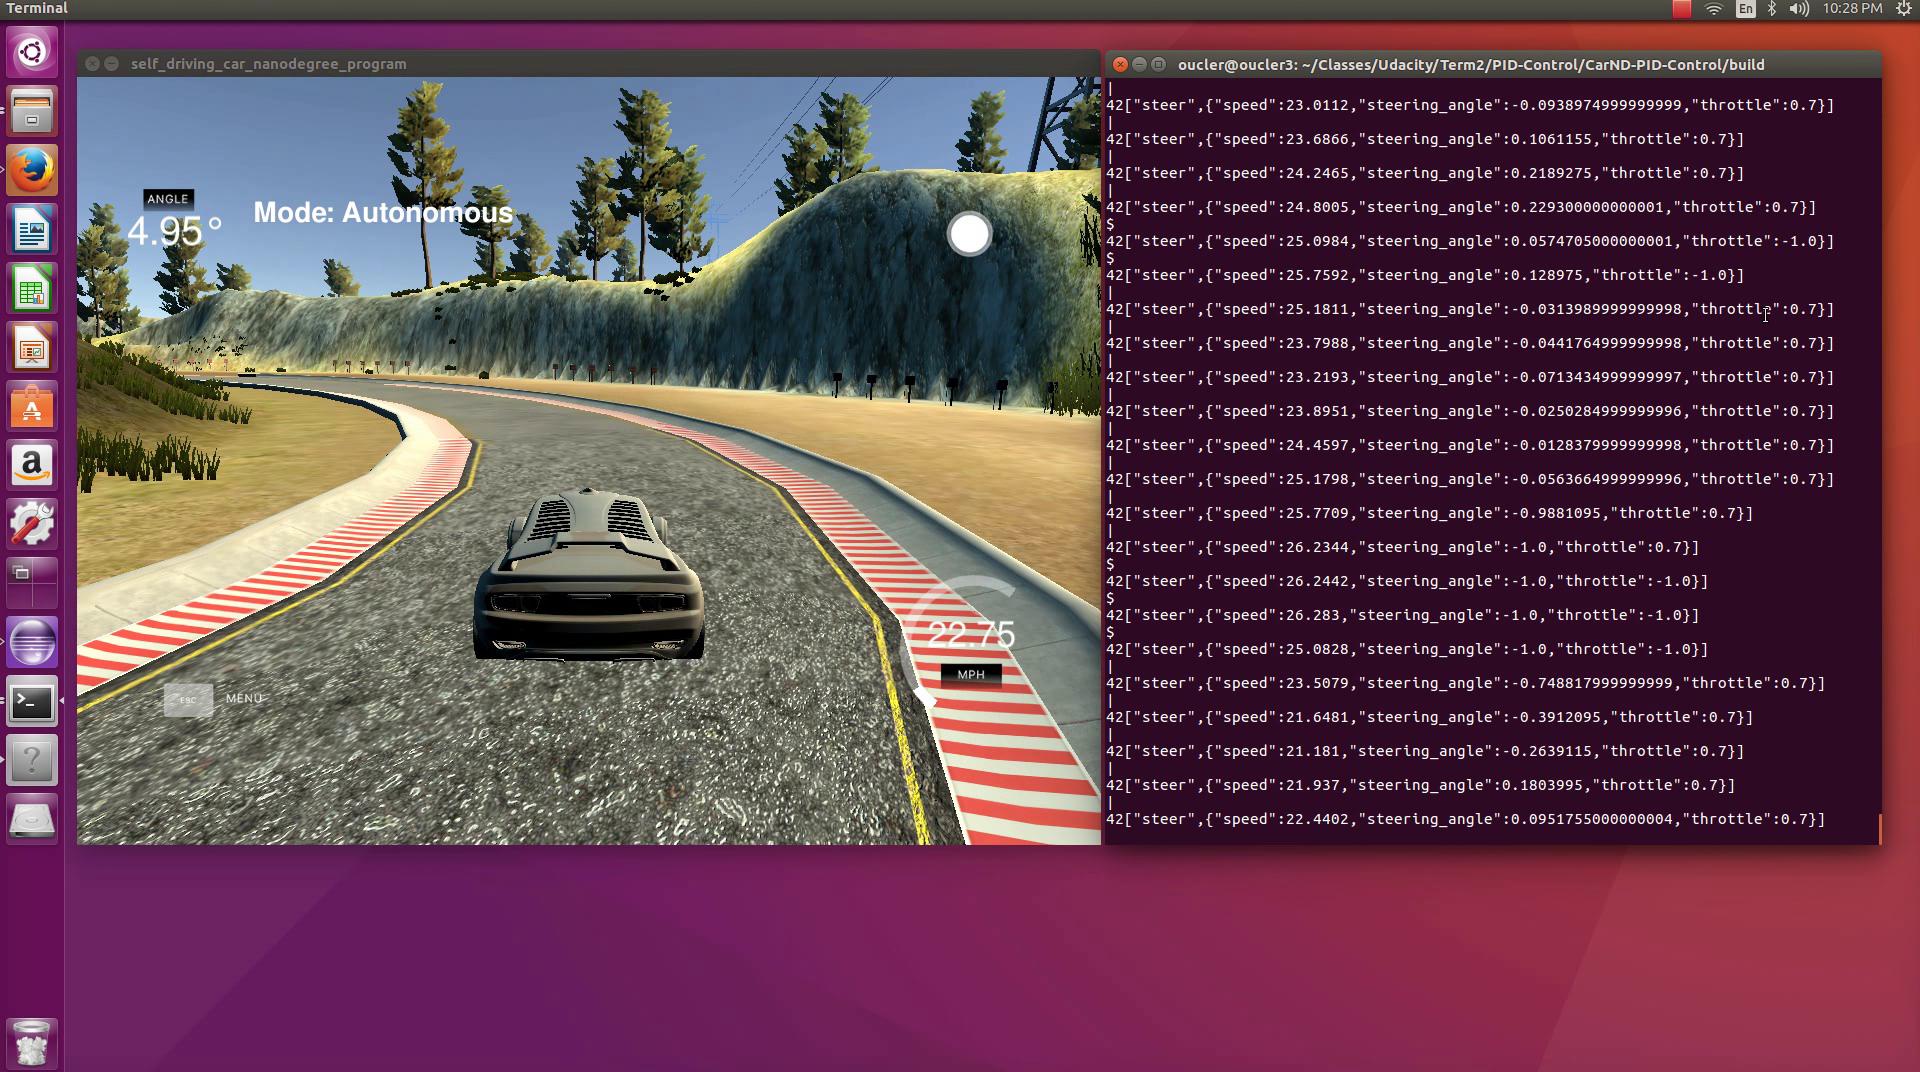 Terminal
En
10:28 PM
self_driving_car_nanodegree_program
ANGLE
4.95°
Mode: Autonomous
22.75
MPH
ESC
MENU
oucler@oucler3: ~/Classes/Udacity/Term2/PID-Control/CarND-PID-Control/build
|
42["steer",{"speed":23.0112,"steering_angle":-0.0938974999999999,"throttle":0.7}]
|
42["steer",{"speed":23.6866,"steering_angle":0.1061155,"throttle":0.7}]
|
42["steer",{"speed":24.2465,"steering_angle":0.2189275,"throttle":0.7}]
|
42["steer",{"speed":24.8005,"steering_angle":0.229300000000001,"throttle":0.7}]
$
42["steer",{"speed":25.0984,"steering_angle":0.0574705000000001,"throttle":-1.0}]
$
42["steer",{"speed":25.7592,"steering_angle":0.128975,"throttle":-1.0}]
|
42["steer",{"speed":25.1811,"steering_angle":-0.0313989999999998,"throttle":0.7}]
|
42["steer",{"speed":23.7988,"steering_angle":-0.0441764999999998,"throttle":0.7}]
|
42["steer",{"speed":23.2193,"steering_angle":-0.0713434999999997,"throttle":0.7}]
|
42["steer",{"speed":23.8951,"steering_angle":-0.0250284999999996,"throttle":0.7}]
|
42["steer",{"speed":24.4597,"steering_angle":-0.0128379999999998,"throttle":0.7}]
|
42["steer",{"speed":25.1798,"steering_angle":-0.0563664999999996,"throttle":0.7}]
|
42["steer",{"speed":25.7709,"steering_angle":-0.9881095,"throttle":0.7}]
|
42["steer",{"speed":26.2344,"steering_angle":-1.0,"throttle":0.7}]
$
42["steer",{"speed":26.2442,"steering_angle":-1.0,"throttle":-1.0}]
$
42["steer",{"speed":26.283,"steering_angle":-1.0,"throttle":-1.0}]
$
42["steer",{"speed":25.0828,"steering_angle":-1.0,"throttle":-1.0}]
|
42["steer",{"speed":23.5079,"steering_angle":-0.748817999999999,"throttle":0.7}]
|
42["steer",{"speed":21.6481,"steering_angle":-0.3912095,"throttle":0.7}]
|
42["steer",{"speed":21.181,"steering_angle":-0.2639115,"throttle":0.7}]
|
42["steer",{"speed":21.937,"steering_angle":0.1803995,"throttle":0.7}]
|
42["steer",{"speed":22.4402,"steering_angle":0.0951755000000004,"throttle":0.7}]